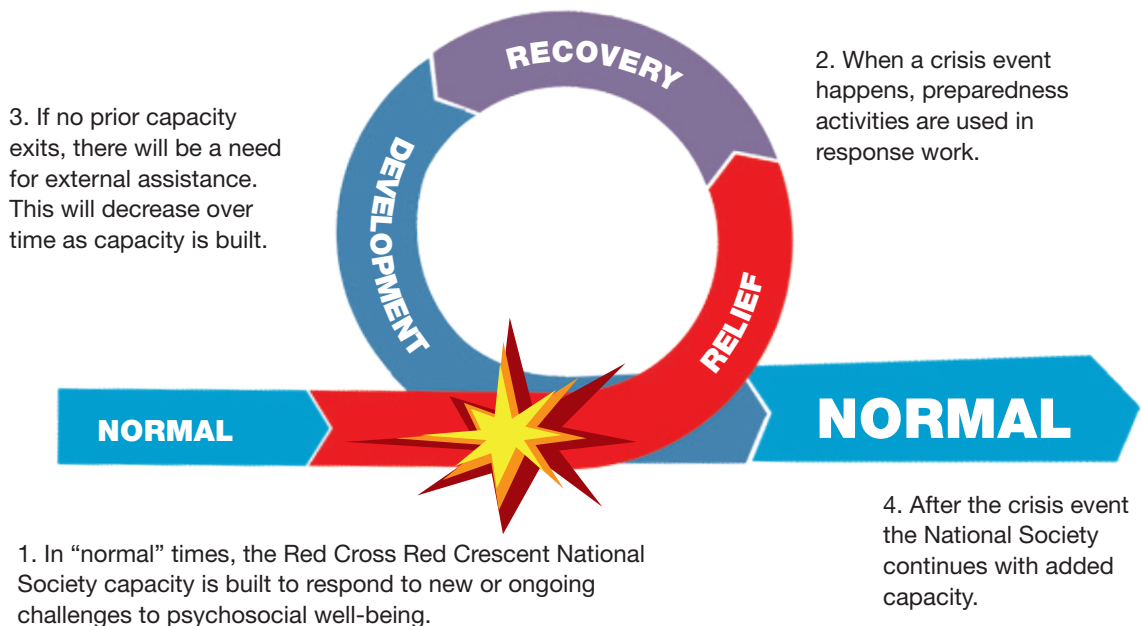 RECOVERY
2. When a crisis event
happens, preparedness
activities are used in
response work.
3. If no prior capacity
exits, there will be a need
for external assistance.
This will decrease over
time as capacity is built.
DEVELOPMENT
RELIEF
NORMAL
NORMAL
1. In “normal” times, the Red Cross Red Crescent National
Society capacity is built to respond to new or ongoing
challenges to psychosocial well-being.
4. After the crisis event
the National Society
continues with added
capacity.